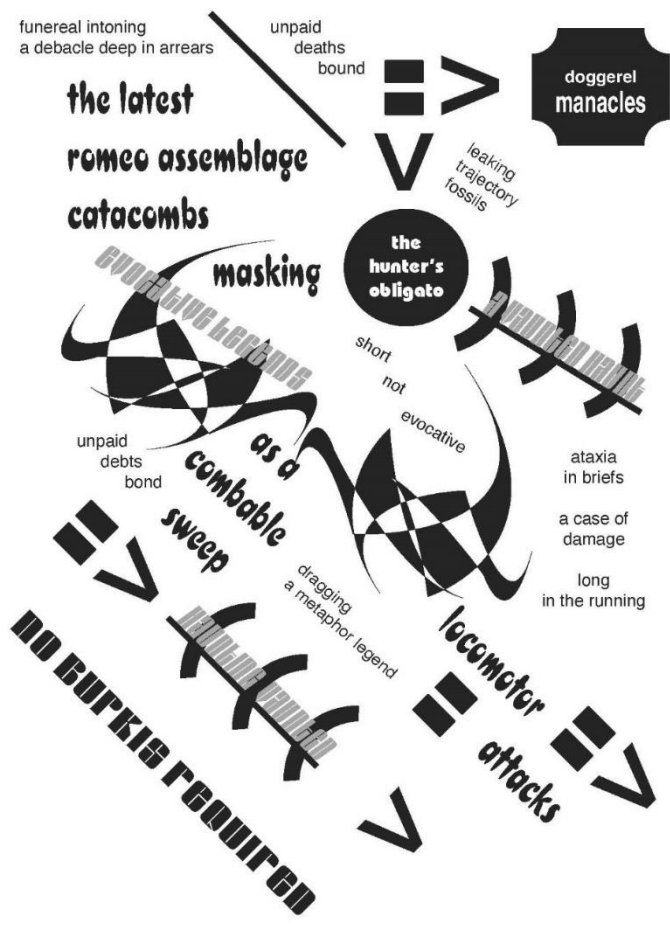 funereal intoning
a debacle deep in arrears
unpaid
deaths
bound
doggerel
manacles
the latest
romeo assemblage
catacombs
masking
leaking
trajectory
fossils
the
hunter's
obligato
evocative legends
short
not
evocative
unpaid
debts
bond
as a
combable
sweep
ataxia
in briefs
a case of
damage
long
in the running
dragging
a metaphor legend
locomotor
attacks
no burkis required